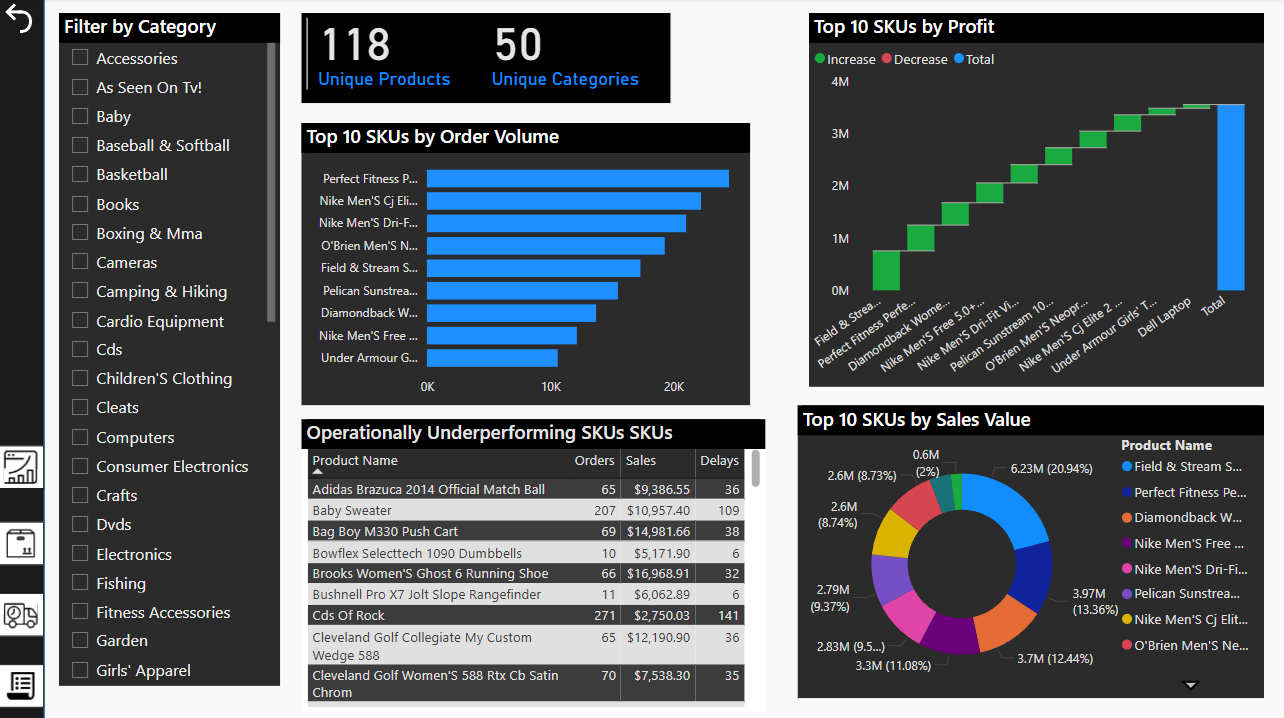 Filter by Category
Accessories
As Seen On Tv!
Baby
Baseball & Softball
Basketball
Books
Boxing & Mma
Cameras
Camping & Hiking
Cardio Equipment
Cds
Children'S Clothing
Cleats
Computers
Consumer Electronics
Crafts
Dvds
Electronics
Fishing
Fitness Accessories
Garden
Girls' Apparel
118
Unique Products
50
Unique Categories
Top 10 SKUs by Order Volume
Perfect Fitness P...
Nike Men'S Cj Eli...
Nike Men'S Dri-F...
O'Brien Men'S N...
Field & Stream S...
Pelican Sunstrea...
Diamondback W...
Nike Men'S Free ...
Under Armour G...
0K 10K 20K
Operationally Underperforming SKUs SKUs
Product Name Orders Sales Delays
Adidas Brazuca 2014 Official Match Ball 65 $9,386.55 36
Baby Sweater 207 $10,957.40 109
Bag Boy M330 Push Cart 69 $14,981.66 38
Bowflex Selecttech 1090 Dumbbells 10 $5,171.90 6
Brooks Women'S Ghost 6 Running Shoe 66 $16,968.91 32
Bushnell Pro X7 Jolt Slope Rangefinder 11 $6,062.89 6
Cds Of Rock 271 $2,750.03 141
Cleveland Golf Collegiate My Custom 65 $12,190.90 36
Wedge 588
Cleveland Golf Women'S 588 Rtx Cb Satin 70 $7,538.30 35
Chrom
Top 10 SKUs by Profit
Increase Decrease Total
4M
3M
2M
1M
0M
Field & Strea...
Perfect Fitness Perfe...
Diamondback Wome...
Nike Men'S Free 5.0+...
Nike Men'S Dri-Fit Vi...
Pelican Sunstream 10...
O'Brien Men'S Neopr...
Nike Men'S Cj Elite 2 ...
Under Armour Girls' T...
Dell Laptop
Total
Top 10 SKUs by Sales Value
0.6M
(2%)
6.23M (20.94%)
2.6M (8.73%)
2.6M
(8.74%)
2.79M
(9.37%)
3.97M
(13.36%)
2.83M (9.5...)
3.3M (11.08%)
3.7M (12.44%)
Product Name
Field & Stream S...
Perfect Fitness Pe...
Diamondback W...
Nike Men'S Free ...
Nike Men'S Dri-Fi...
Pelican Sunstrea...
Nike Men'S Cj Elit...
O'Brien Men'S Ne...